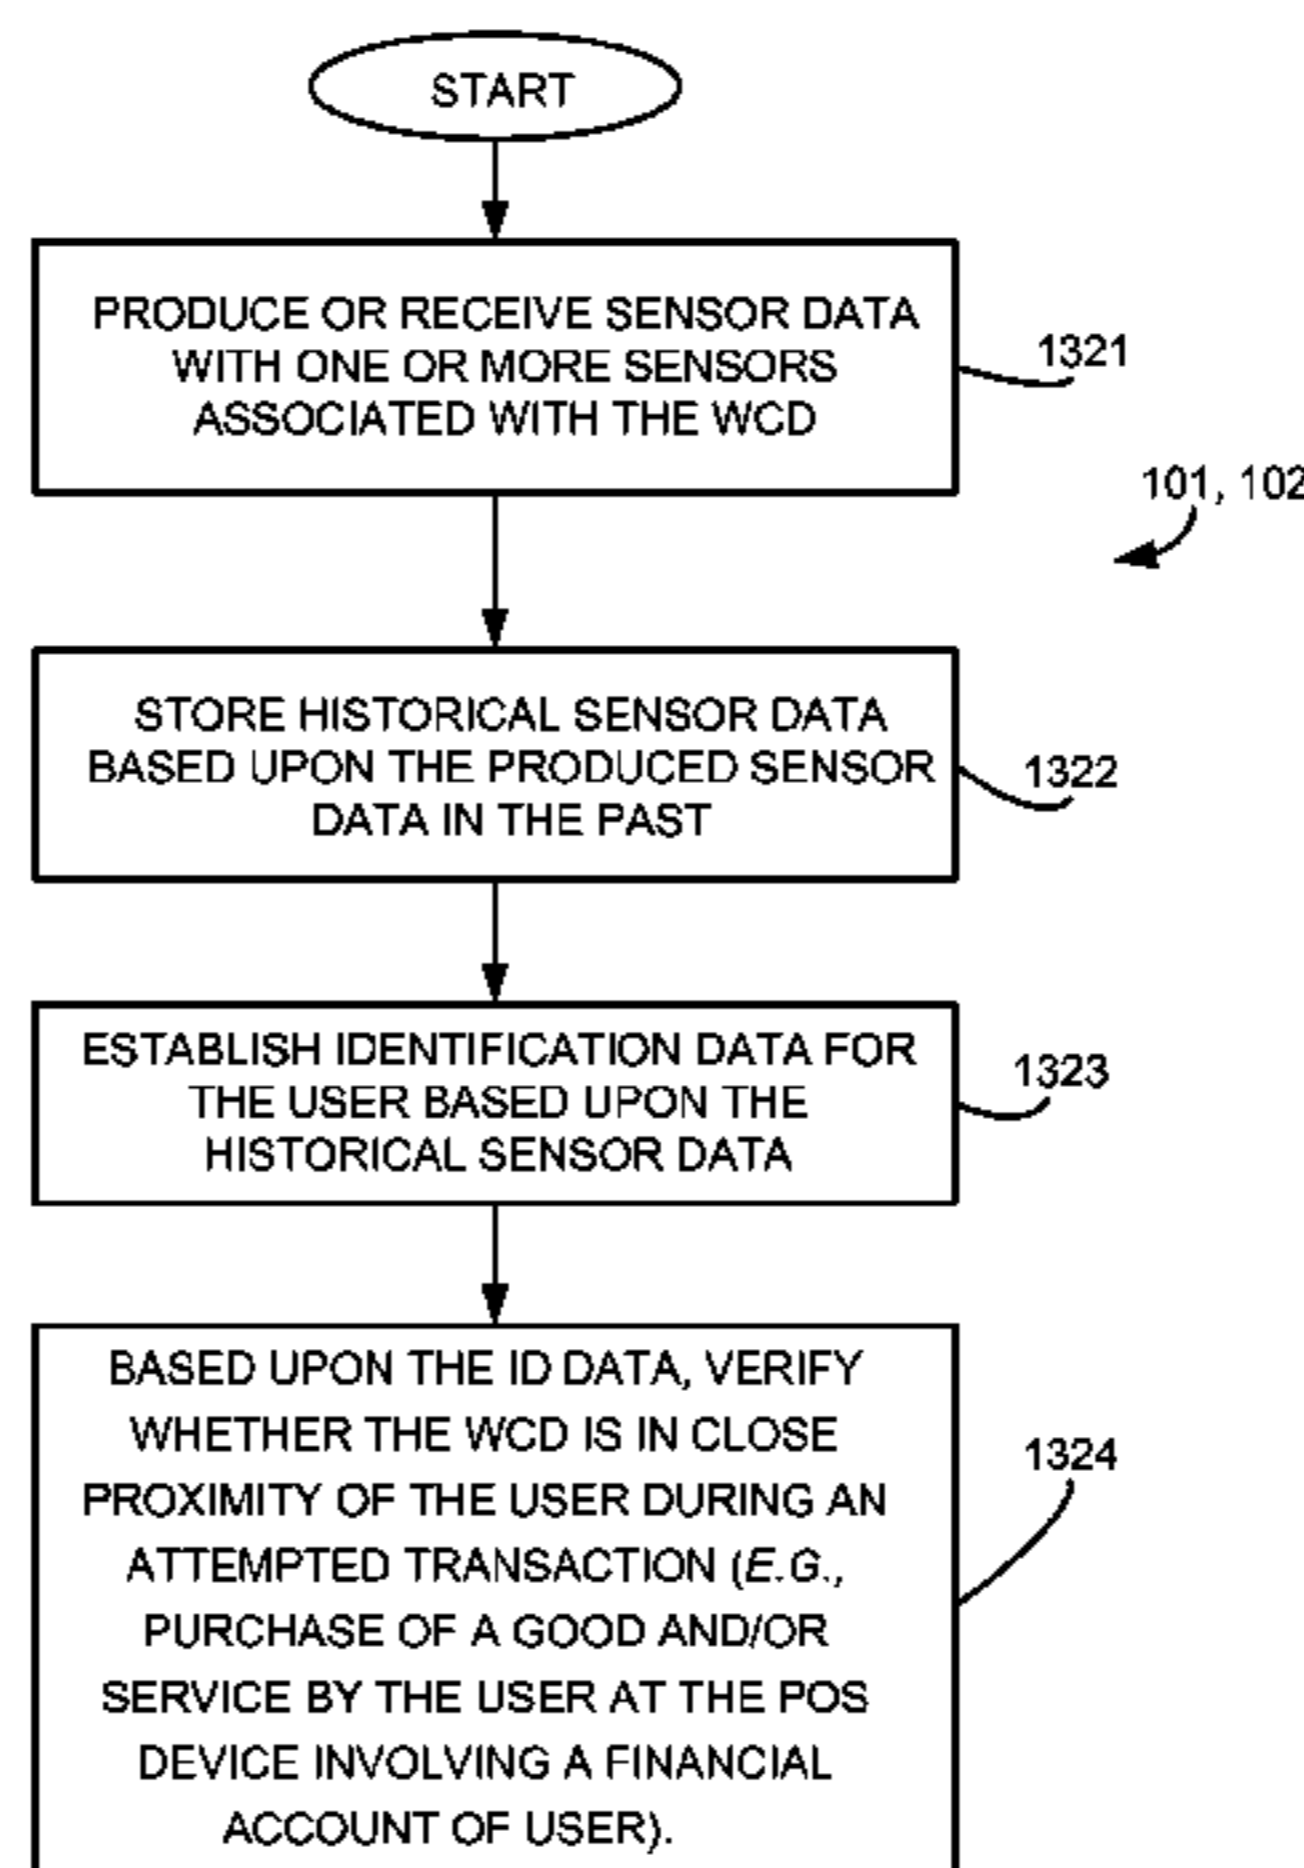 START
PRODUCE OR RECEIVE SENSOR DATA
WITH ONE OR MORE SENSORS
ASSOCIATED WITH THE WCD
1321
101, 102
STORE HISTORICAL SENSOR DATA
BASED UPON THE PRODUCED SENSOR
DATA IN THE PAST
1322
ESTABLISH IDENTIFICATION DATA FOR
THE USER BASED UPON THE
HISTORICAL SENSOR DATA
1323
BASED UPON THE ID DATA, VERIFY
WHETHER THE WCD IS IN CLOSE
PROXIMITY OF THE USER DURING AN
ATTEMPTED TRANSACTION (E.G.,
PURCHASE OF A GOOD AND/OR
SERVICE BY THE USER AT THE POS
DEVICE INVOLVING A FINANCIAL
ACCOUNT OF USER).
1324